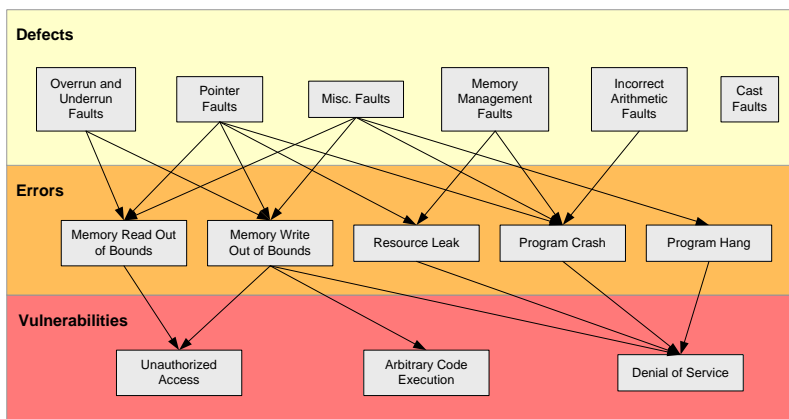 Defects
Overrun and
Underrun
Faults
Pointer
Faults
Misc. Faults
Memory
Management
Faults
Incorrect
Arithmetic
Faults
Cast
Faults
Errors
Memory Read Out
of Bounds
Memory Write
Out of Bounds
Resource Leak
Program Crash
Program Hang
Vulnerabilities
Unauthorized
Access
Arbitrary Code
Execution
Denial of Service